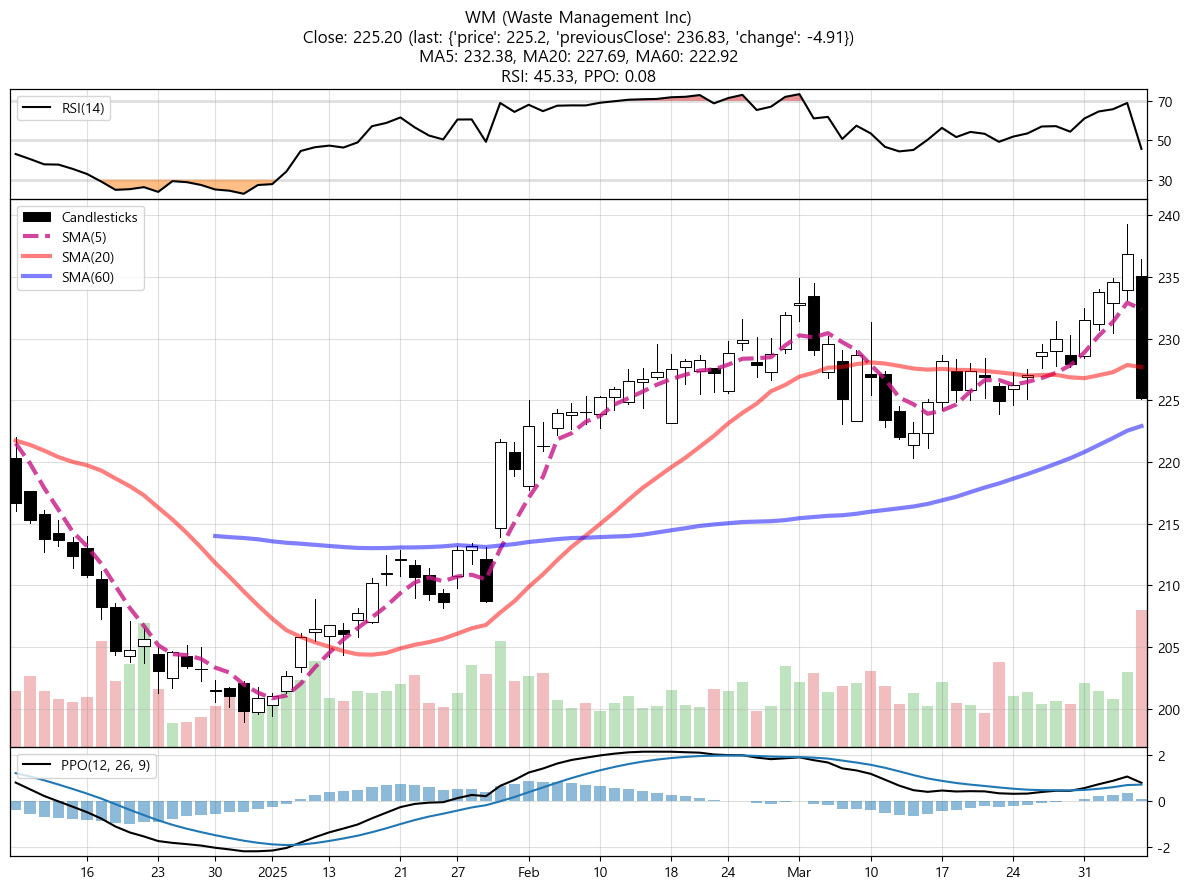 WM (Waste Management Inc)
Close: 225.20 (last: {'price': 225.2, 'previousClose': 236.83, 'change': -4.91})
MA5: 232.38, MA20: 227.69, MA60: 222.92
RSI: 45.33, PPO: 0.08
RSI(14)
70
50
30
Candlesticks
SMA(5)
SMA(20)
SMA(60)
240
235
230
225
220
215
210
205
200
PPO(12, 26, 9)
2
0
-2
16 23 30 2025 13 21 27 Feb 10 18 24 Mar 10 17 24 31